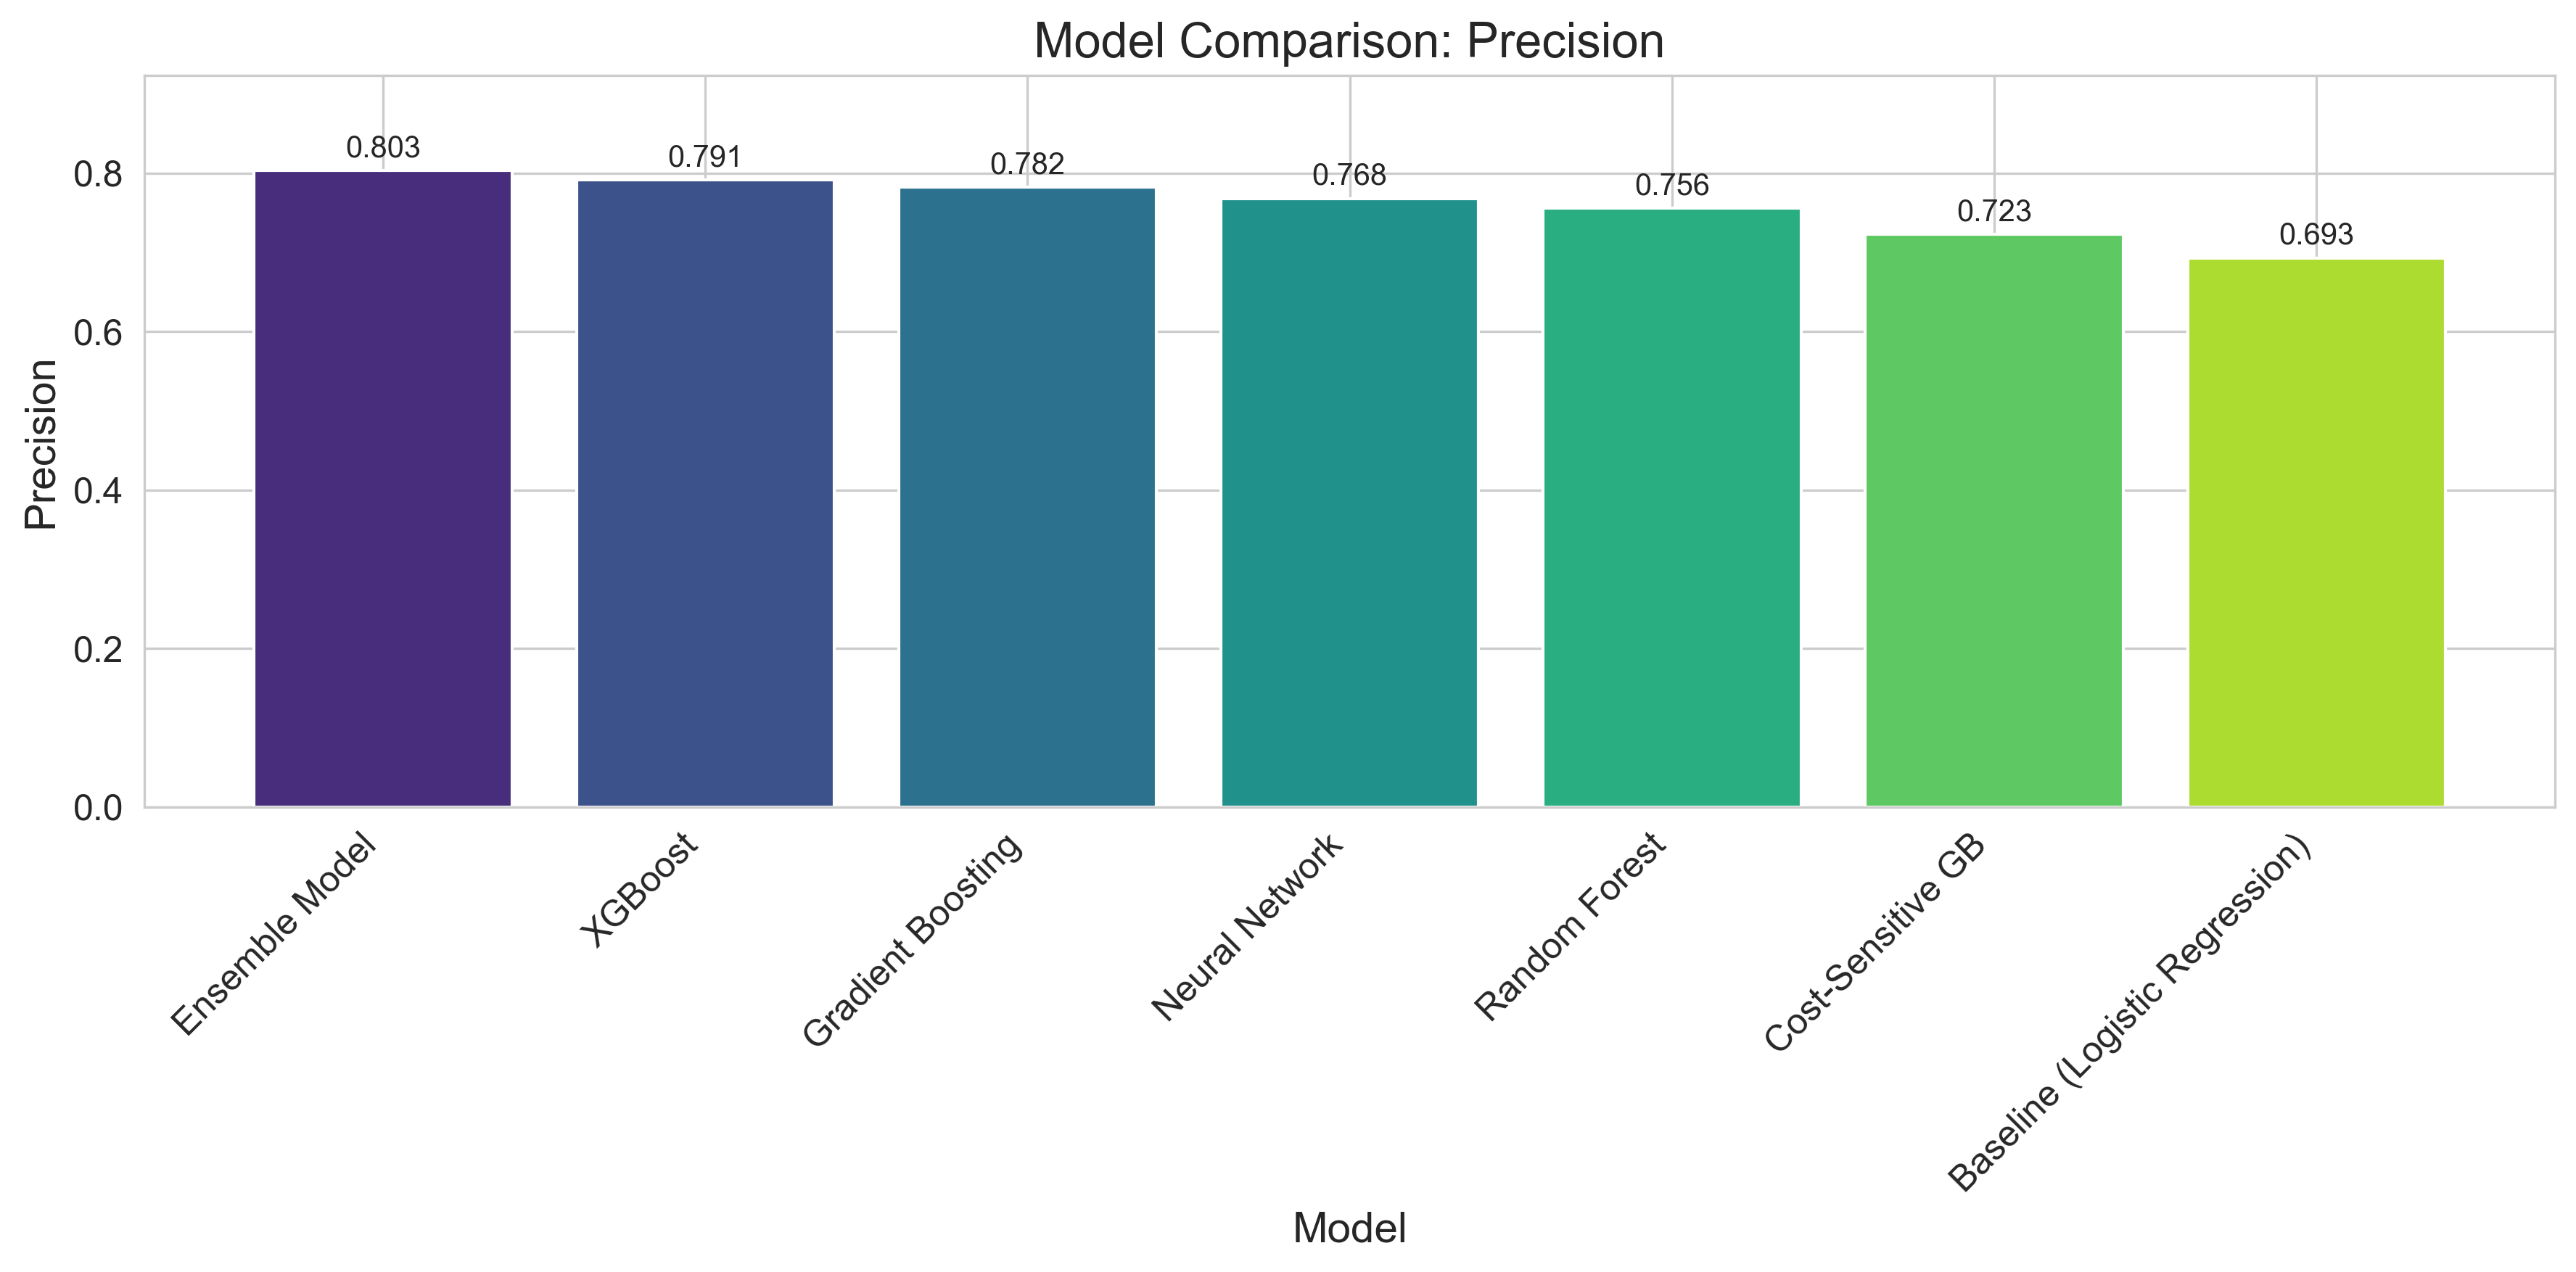 Model Comparison: Precision
Precision
0.8
0.6
0.4
0.2
0.0
0.803
0.791
0.782
0.768
0.756
0.723
0.693
Ensemble Model
XGBoost
Gradient Boosting
Neural Network
Random Forest
Cost-Sensitive GB
Baseline (Logistic Regression)
Model